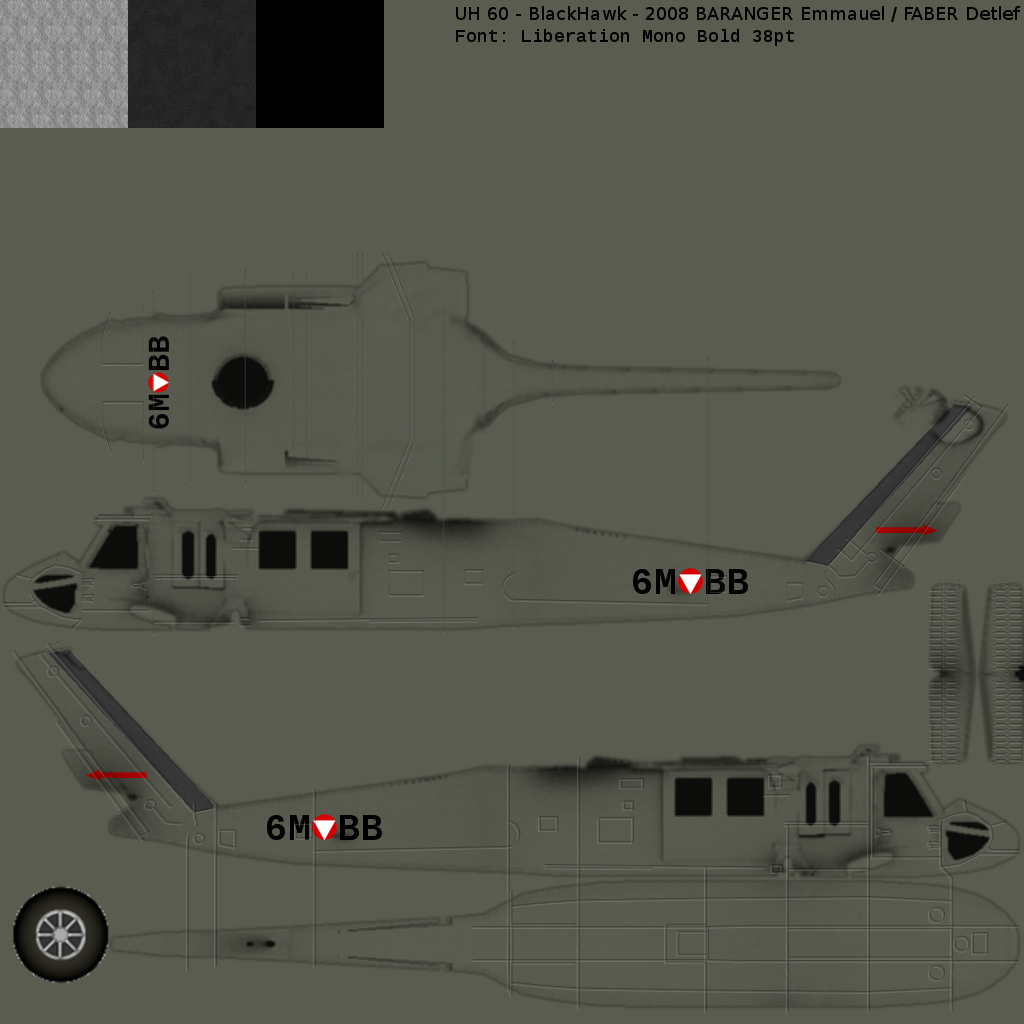 UH 60 - BlackHawk - 2008 BARANGER Emmauel / FABER Detlef
Font: Liberation Mono Bold 38pt
6M BB
6M BB
6M BB